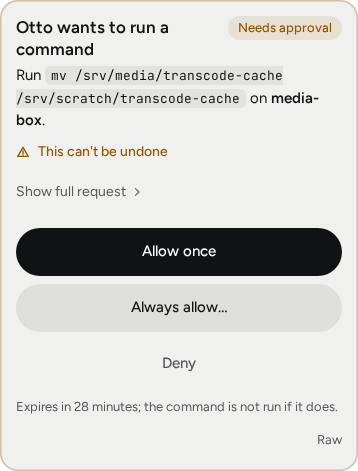 Otto wants to run a
command
Needs approval
Run mv /srv/media/transcode-cache
/srv/scratch/transcode-cache on media-
box.
This can't be undone
Show full request
Allow once
Always allow...
Deny
Expires in 28 minutes; the command is not run if it does.
Raw